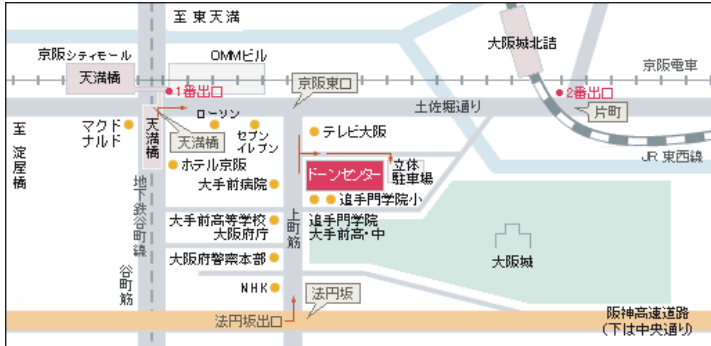 至 東天満
京阪シティモール
天満橋
OMMビル
大阪城北詰
京阪電車
1番出口
京阪東口
2番出口
片町
土佐堀通り
至 淀屋橋
マクド
ナルド
天満橋
天満橋
ローソン
セブン
イレブン
テレビ大阪
JR東西線
ホテル京阪
ドーンセンター
立体
駐車場
大手前病院
地下鉄谷町線
追手門学院小
大手前高等学校
大阪府庁
上町筋
追手門学院
大手前高・中
大阪府警察本部
大阪城
谷町筋
NHK
法円坂
法円坂出口
阪神高速道路
(下は中央通り)